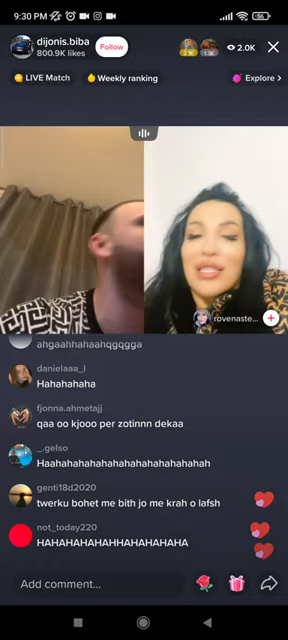 9:30 PM
56
dijonis.biba
800.9K likes
Follow
2.0K
LIVE Match
Weekly ranking
Explore >
rovenaste...
ahgaahhahaahqgqgga
danielaaa_l
Hahahahaha
fjonna.ahmetajj
qaa oo kjooo per zotinnn dekaa
_.gelso
Haahahahahahahahahahahahahah
genti18d2020
twerku bohet me bith jo me krah o lafsh
not_today220
HAHAHAHAHAHHAHAHAHAHA
Add comment...